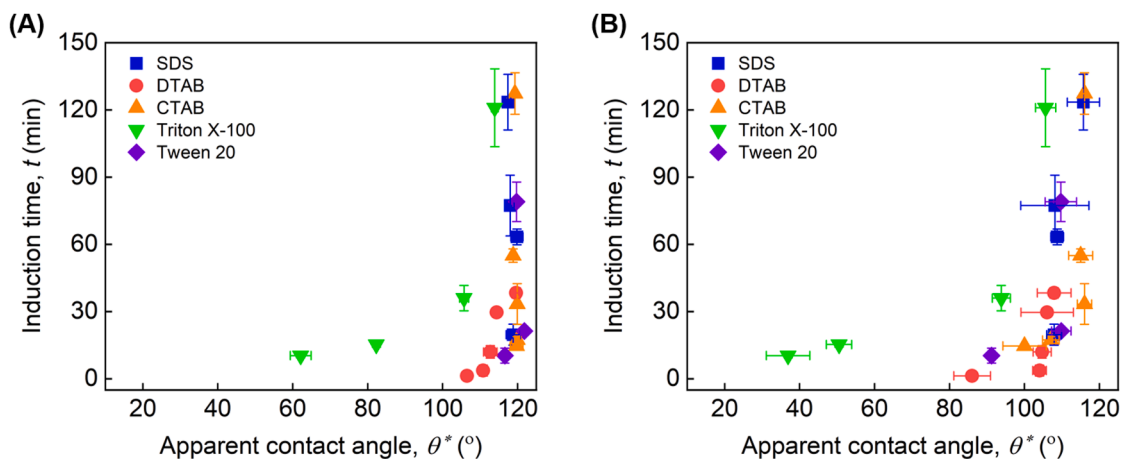 (A)
150
120
90
60
30
0
Induction time, t (min)
SDS
DTAB
CTAB
Triton X-100
Tween 20
20 40 60 80 100 120
Apparent contact angle, θ* (º)
(B)
150
120
90
60
30
0
Induction time, t (min)
SDS
DTAB
CTAB
Triton X-100
Tween 20
20 40 60 80 100 120
Apparent contact angle, θ* (º)